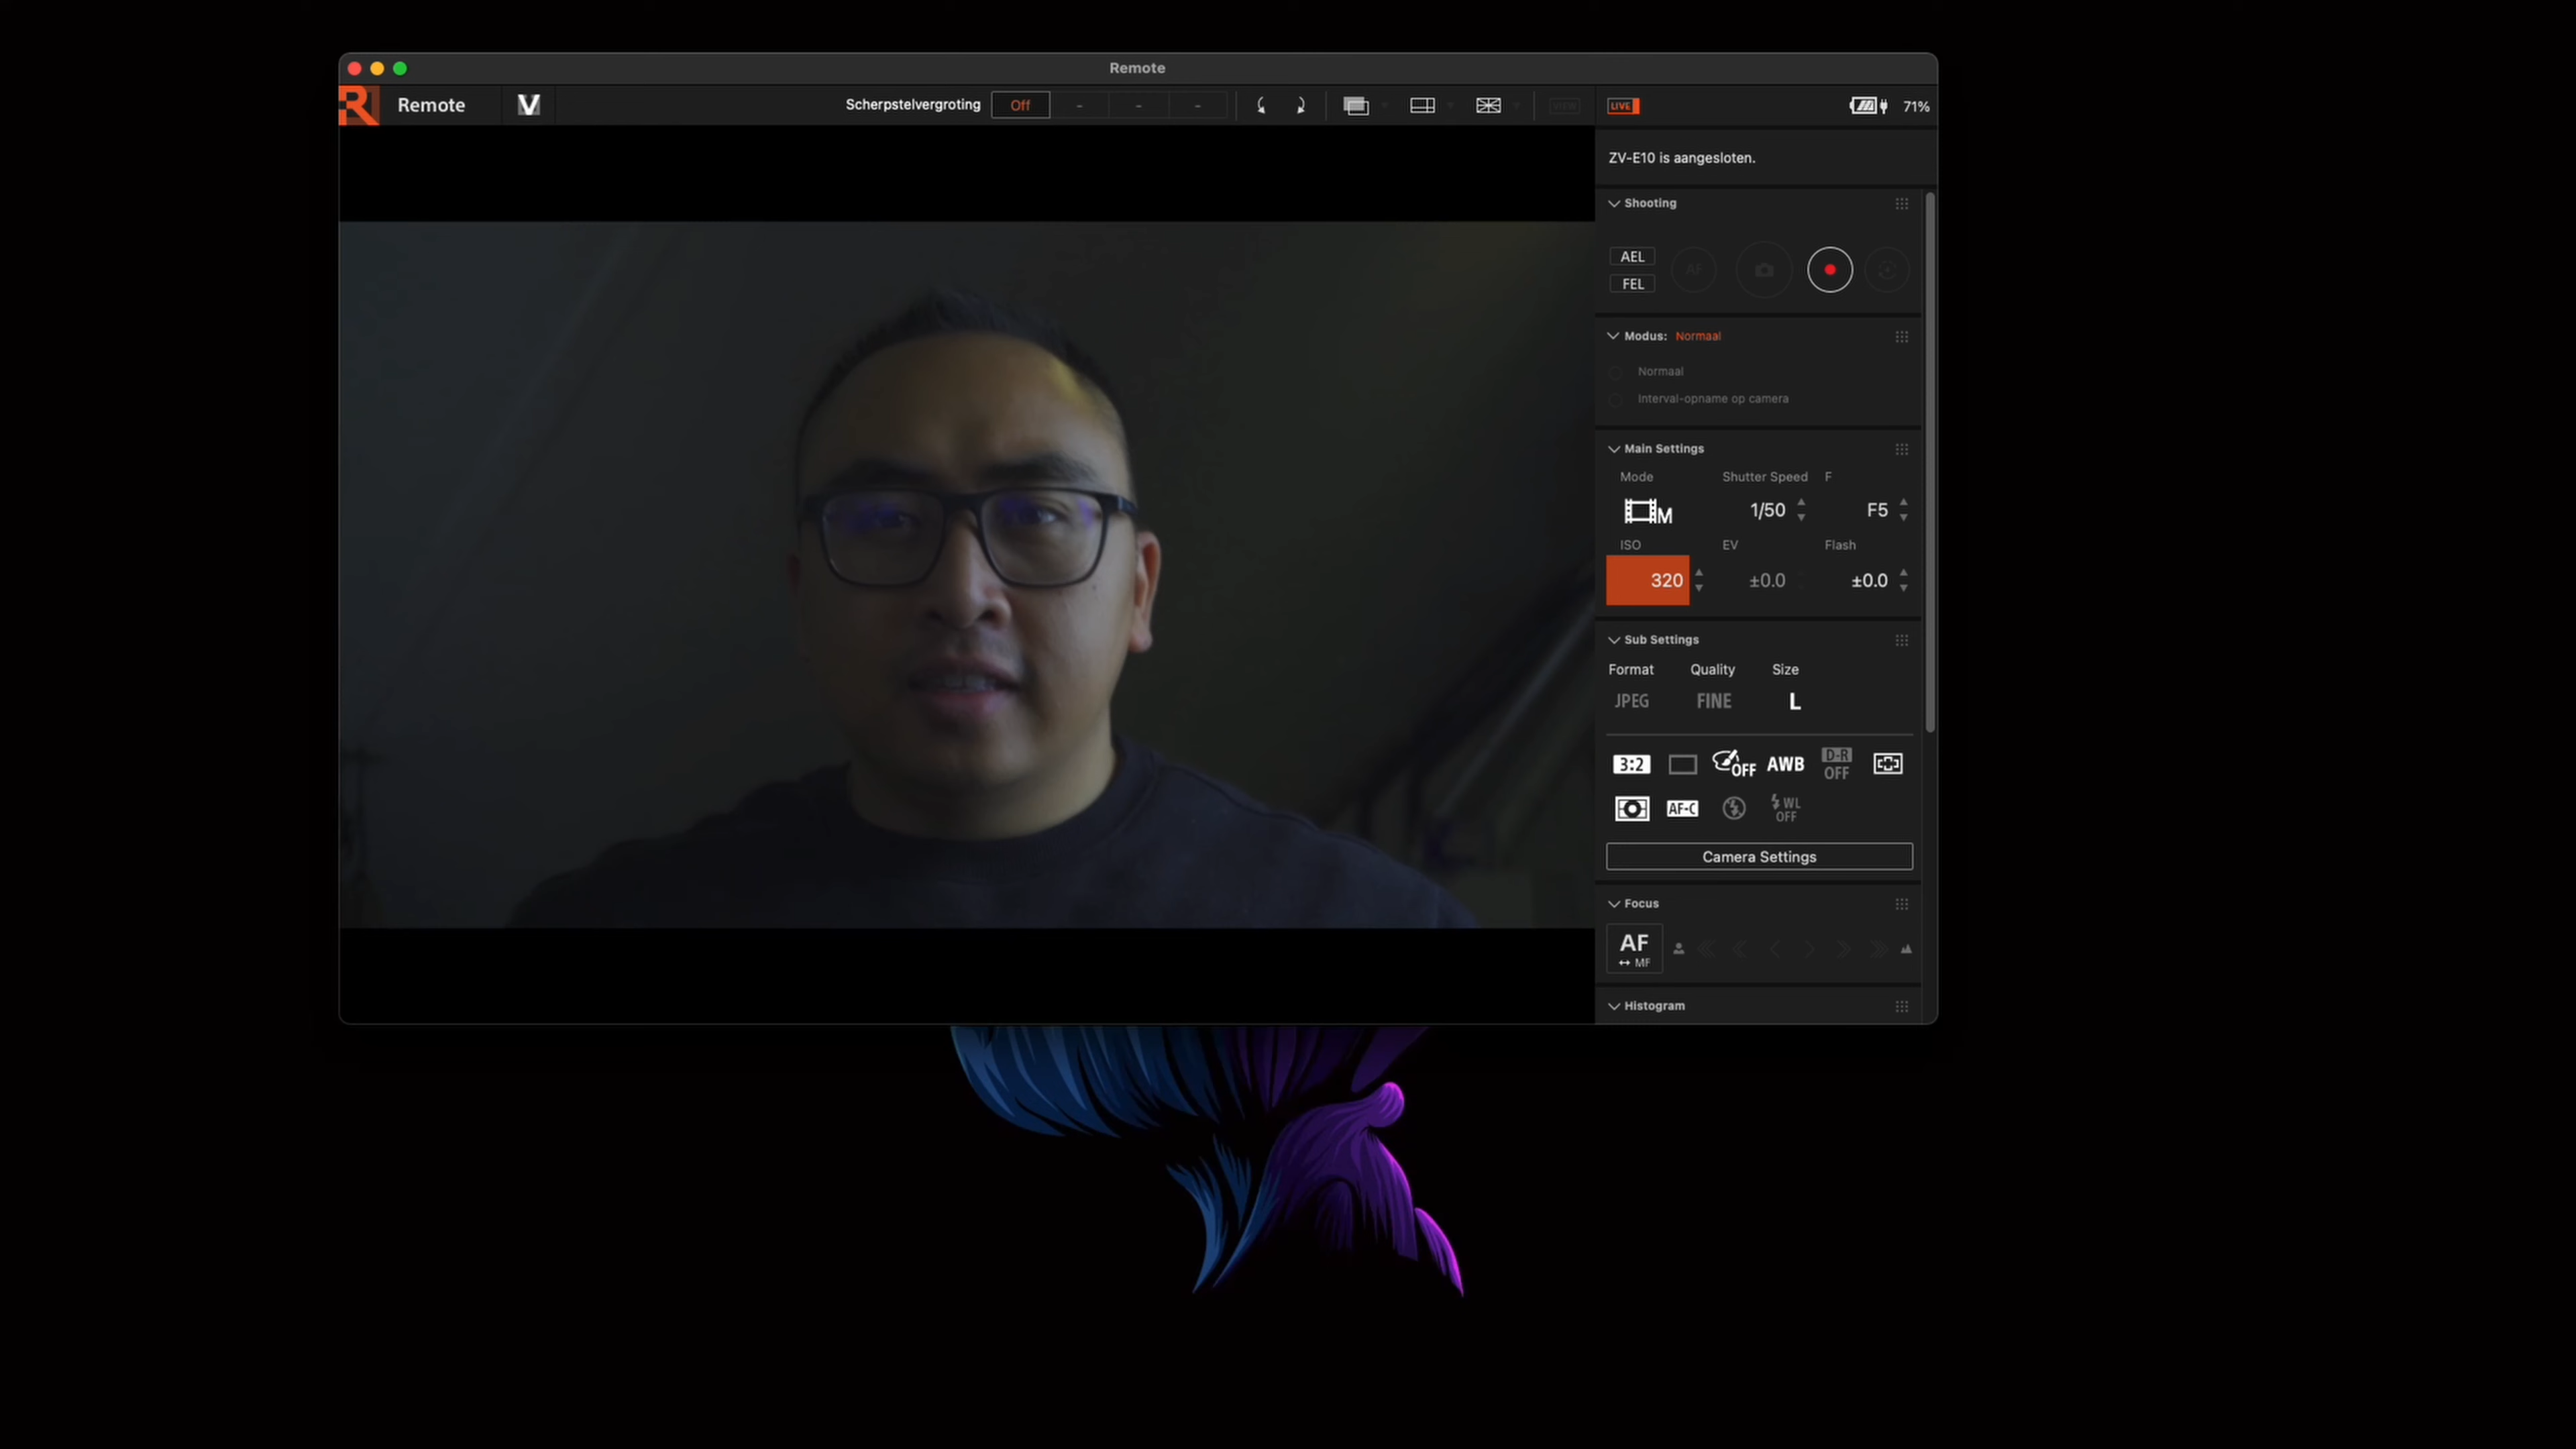 Remote
Remote
Scherpstelvergroting
Off
-
-
-
LIVE
71%
ZV-E10 is aangesloten.
Shooting
AEL
FEL
AF
Modus: Normaal
Normaal
Interval-opname op camera
Main Settings
Mode Shutter Speed F
M 1/50 F5
ISO EV Flash
320 ±0.0 ±0.0
Sub Settings
Format Quality Size
JPEG FINE L
3:2 OFF AWB D-R OFF
AF-C WL OFF
Camera Settings
Focus
AF
MF
Histogram